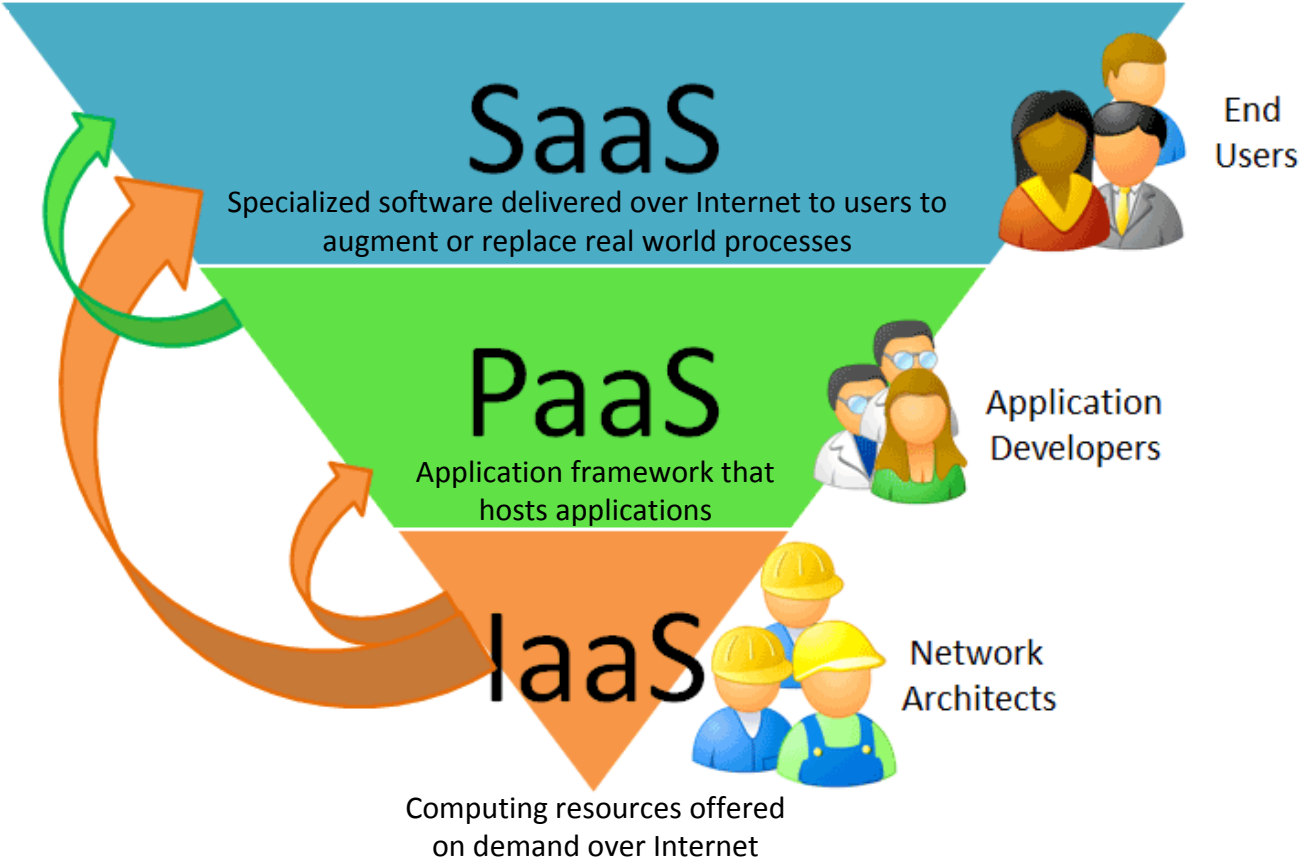 SaaS
Specialized software delivered over Internet to users to
augment or replace real world processes
End
Users
PaaS
Application framework that
hosts applications
Application
Developers
IaaS
Network
Architects
Computing resources offered
on demand over Internet